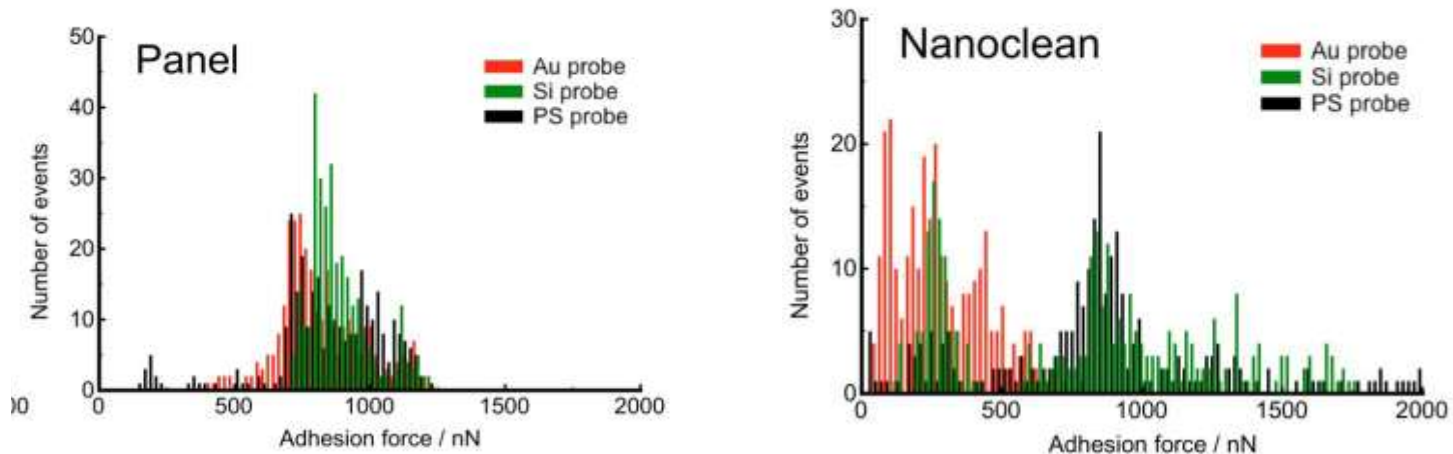 Panel
Au probe
Si probe
PS probe
50
40
30
20
10
0
Number of events
00
0
500
1000
1500
2000
Adhesion force / nN
Nanoclean
Au probe
Si probe
PS probe
30
20
10
0
Number of events
0
500
1000
1500
2000
Adhesion force / nN